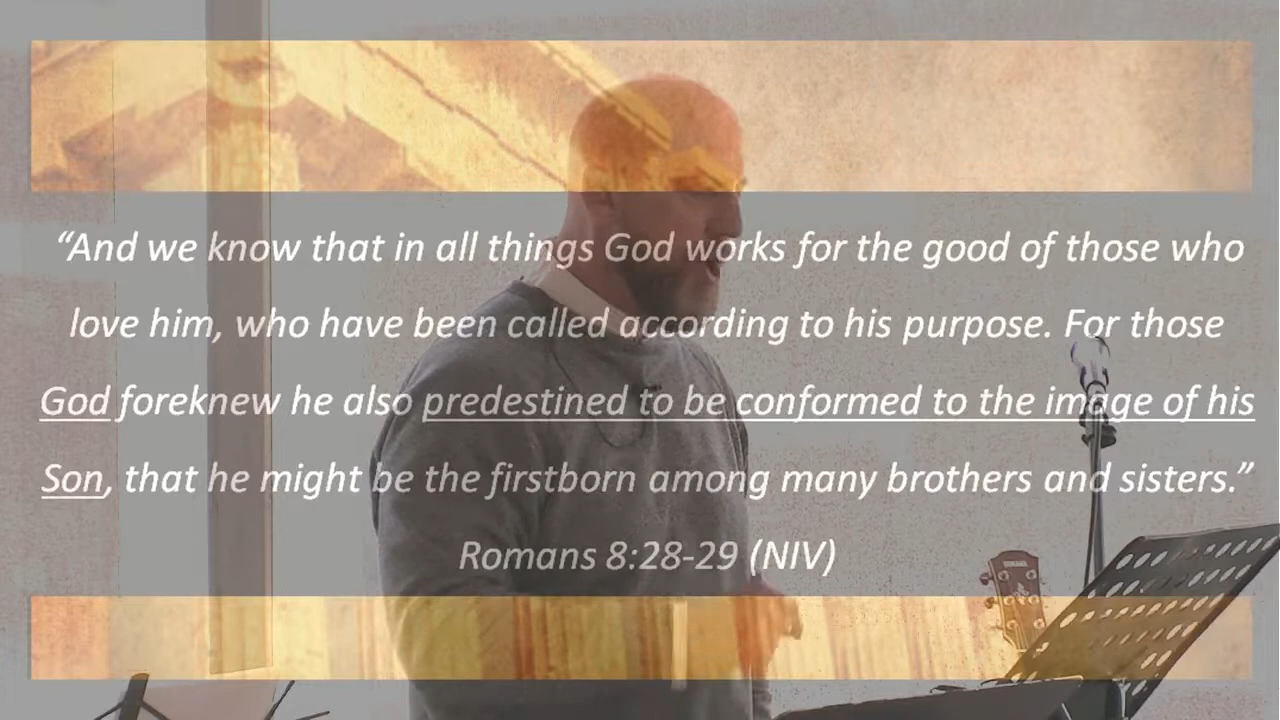 “And we know that in all things God works for the good of those who
love him, who have been called according to his purpose. For those
God foreknew he also predestined to be conformed to the image of his
Son, that he might be the firstborn among many brothers and sisters.”
Romans 8:28-29 (NIV)